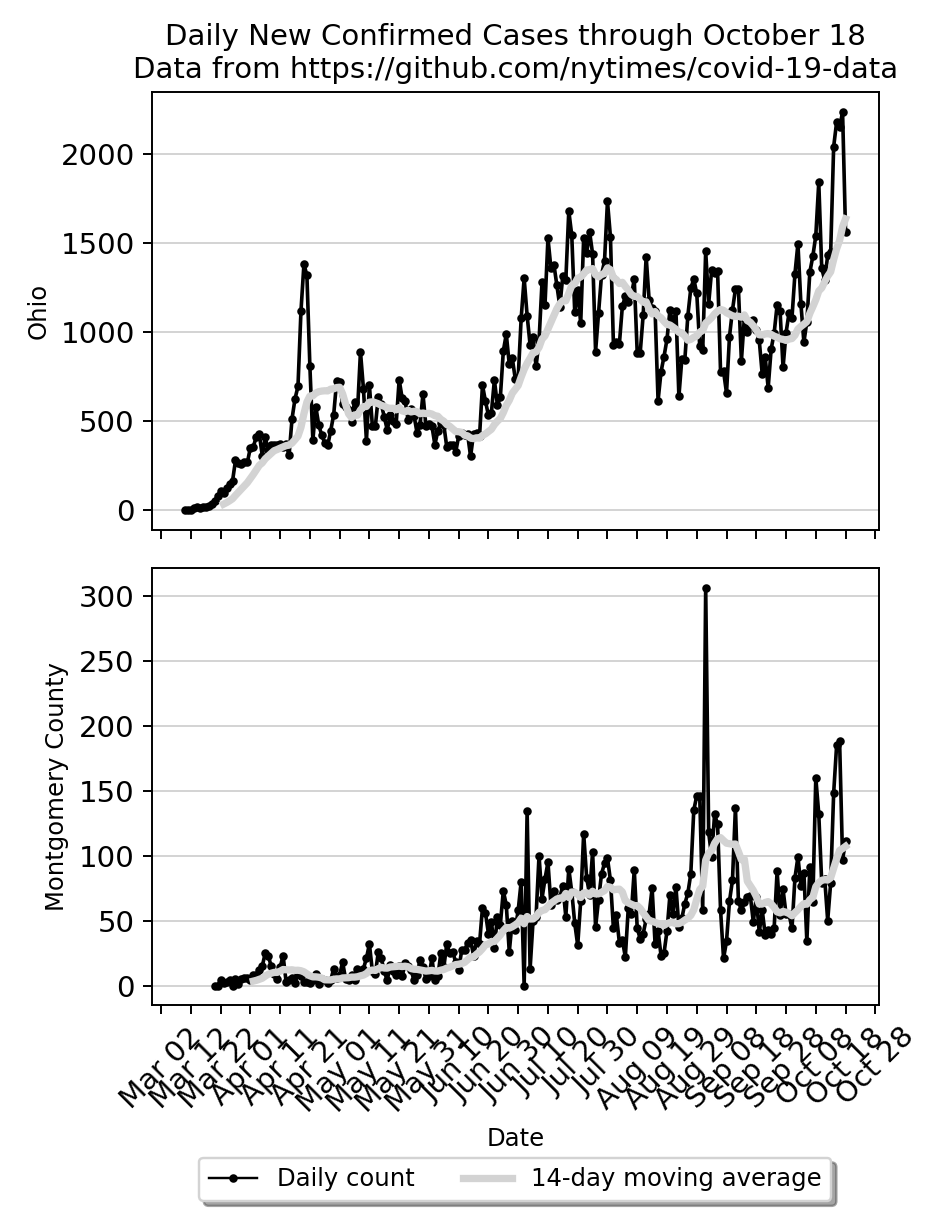 Daily New Confirmed Cases through October 18
Data from https://github.com/nytimes/covid-19-data
2000
1500
1000
500
0
Ohio
300
250
200
150
100
50
0
Montgomery County
Mar 02
Mar 12
Mar 22
Apr 01
Apr 11
Apr 21
May 01
May 11
May 21
May 31
Jun 10
Jun 20
Jun 30
Jul 10
Jul 20
Jul 30
Aug 09
Aug 19
Aug 29
Sep 08
Sep 18
Sep 28
Oct 08
Oct 18
Oct 28
Date
Daily count
14-day moving average